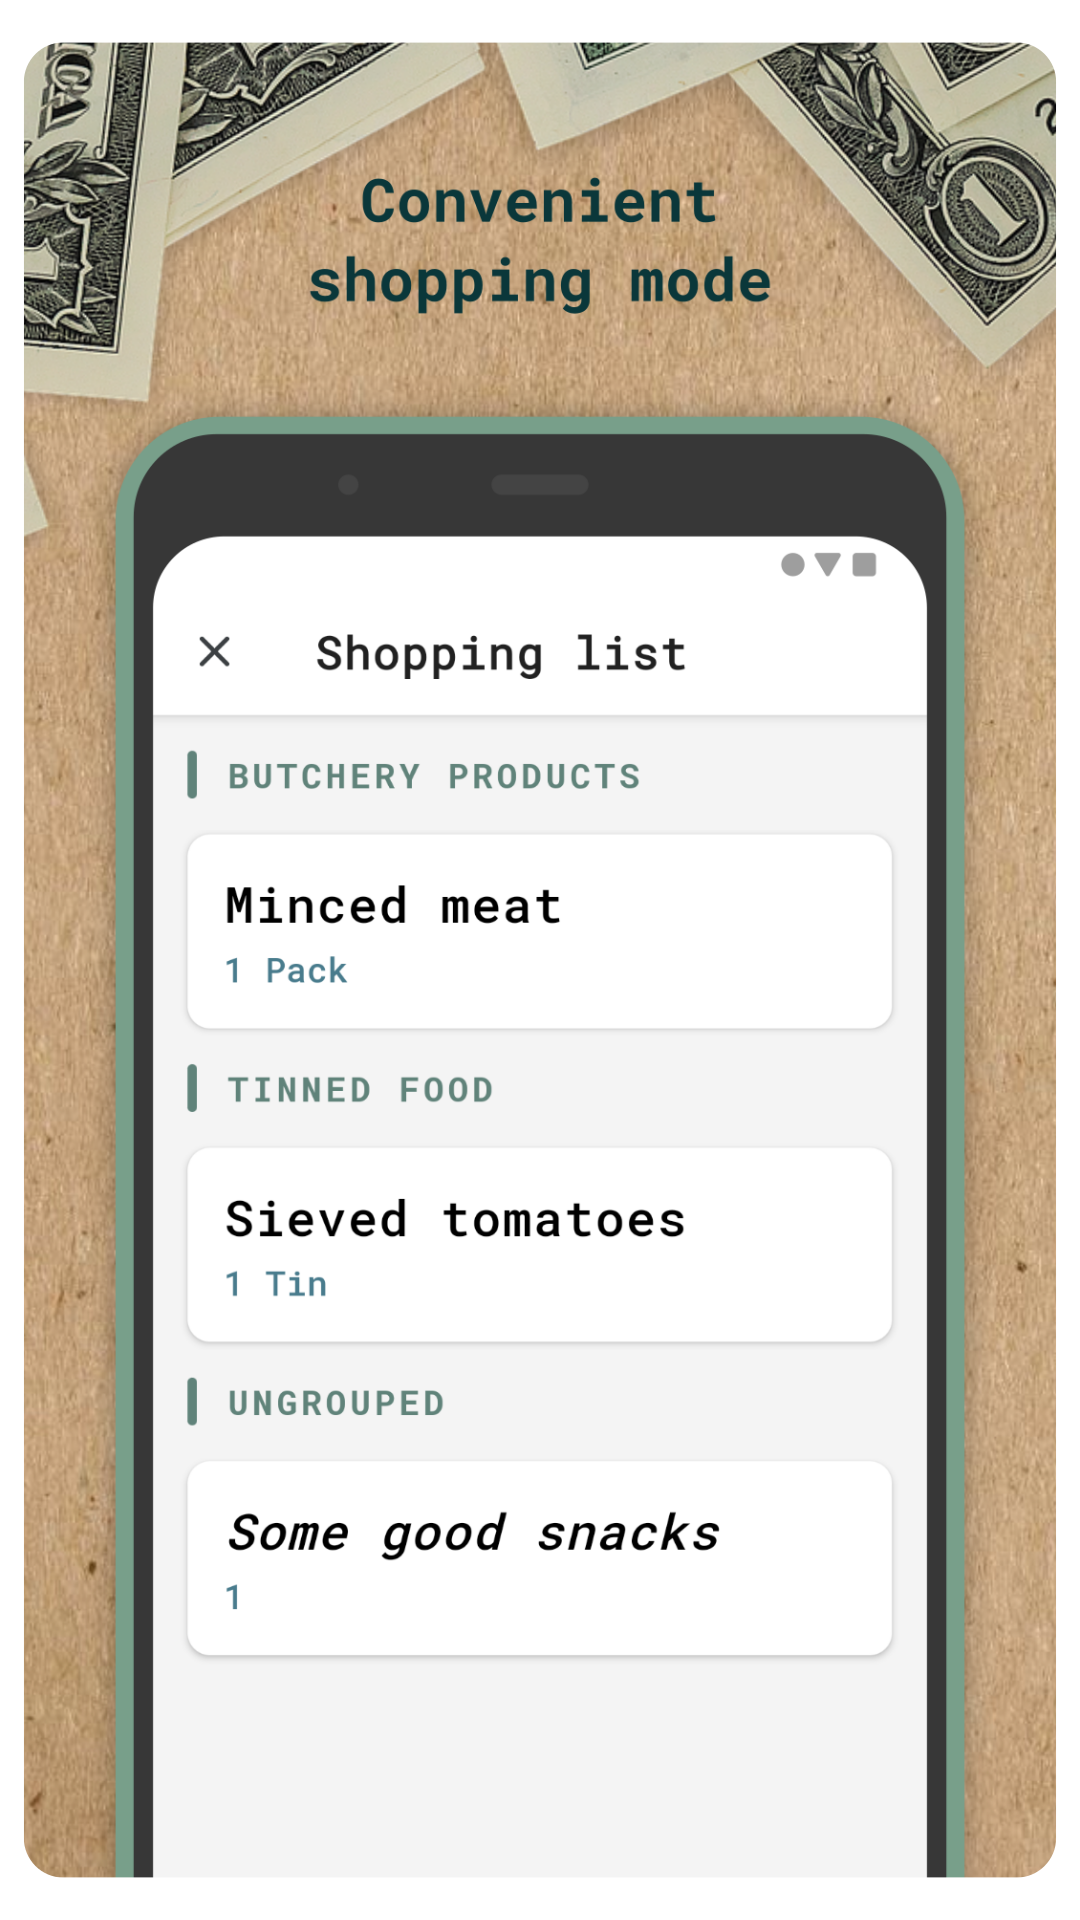 Convenient
shopping mode
Shopping list
BUTCHERY PRODUCTS
Minced meat
1 Pack
TINNED FOOD
Sieved tomatoes
1 Tin
UNGROUPED
Some good snacks
1